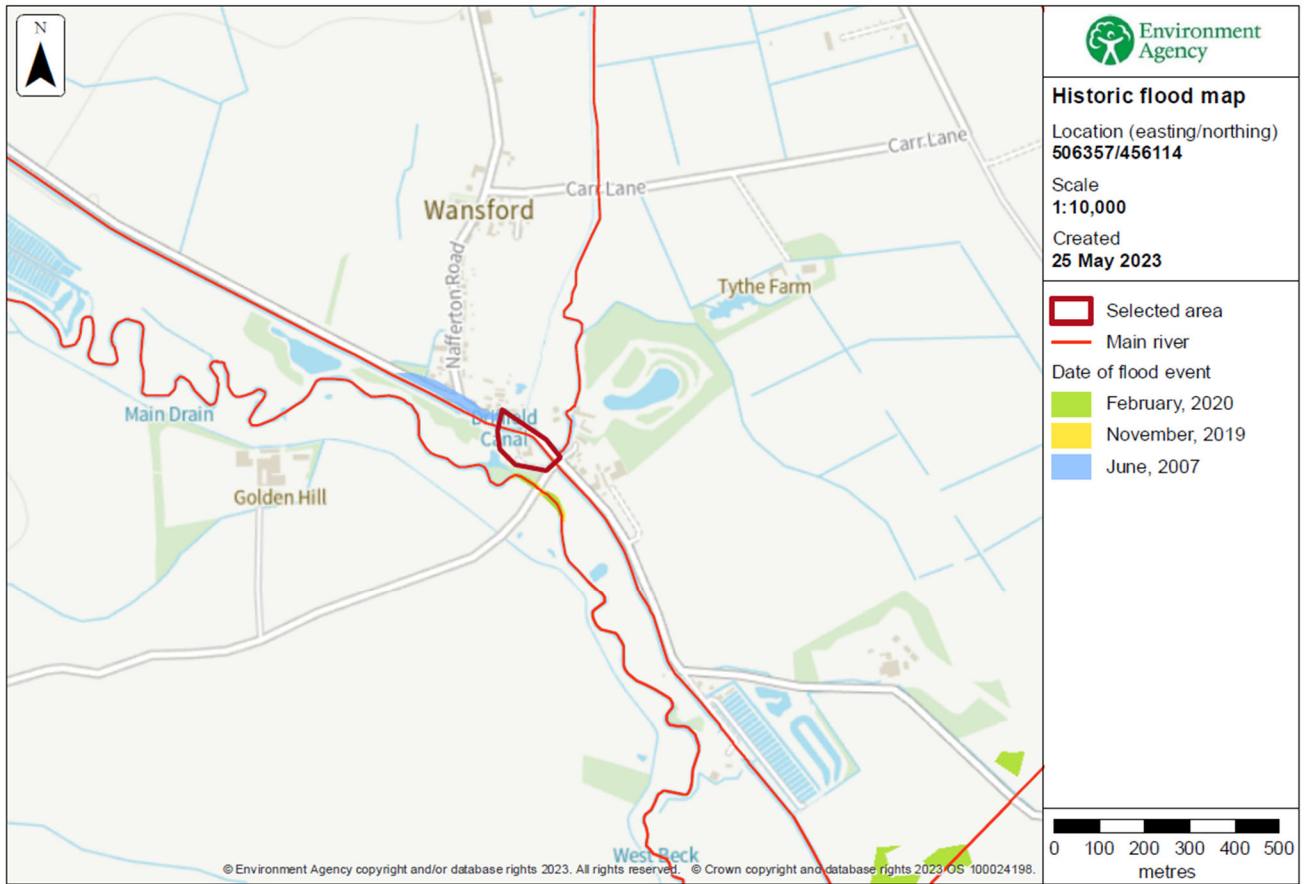 N
Carr Lane
Carr Lane
Wansford
Nafferton Road
Tythe Farm
Main Drain
Driffield
Canal
Golden Hill
West Beck
© Environment Agency copyright and/or database rights 2023. All rights reserved. © Crown copyright and database rights 2023 OS 100024198.
Environment
Agency
Historic flood map
Location (easting/northing)
506357/456114
Scale
1:10,000
Created
25 May 2023
Selected area
Main river
Date of flood event
February, 2020
November, 2019
June, 2007
0 100 200 300 400 500
metres